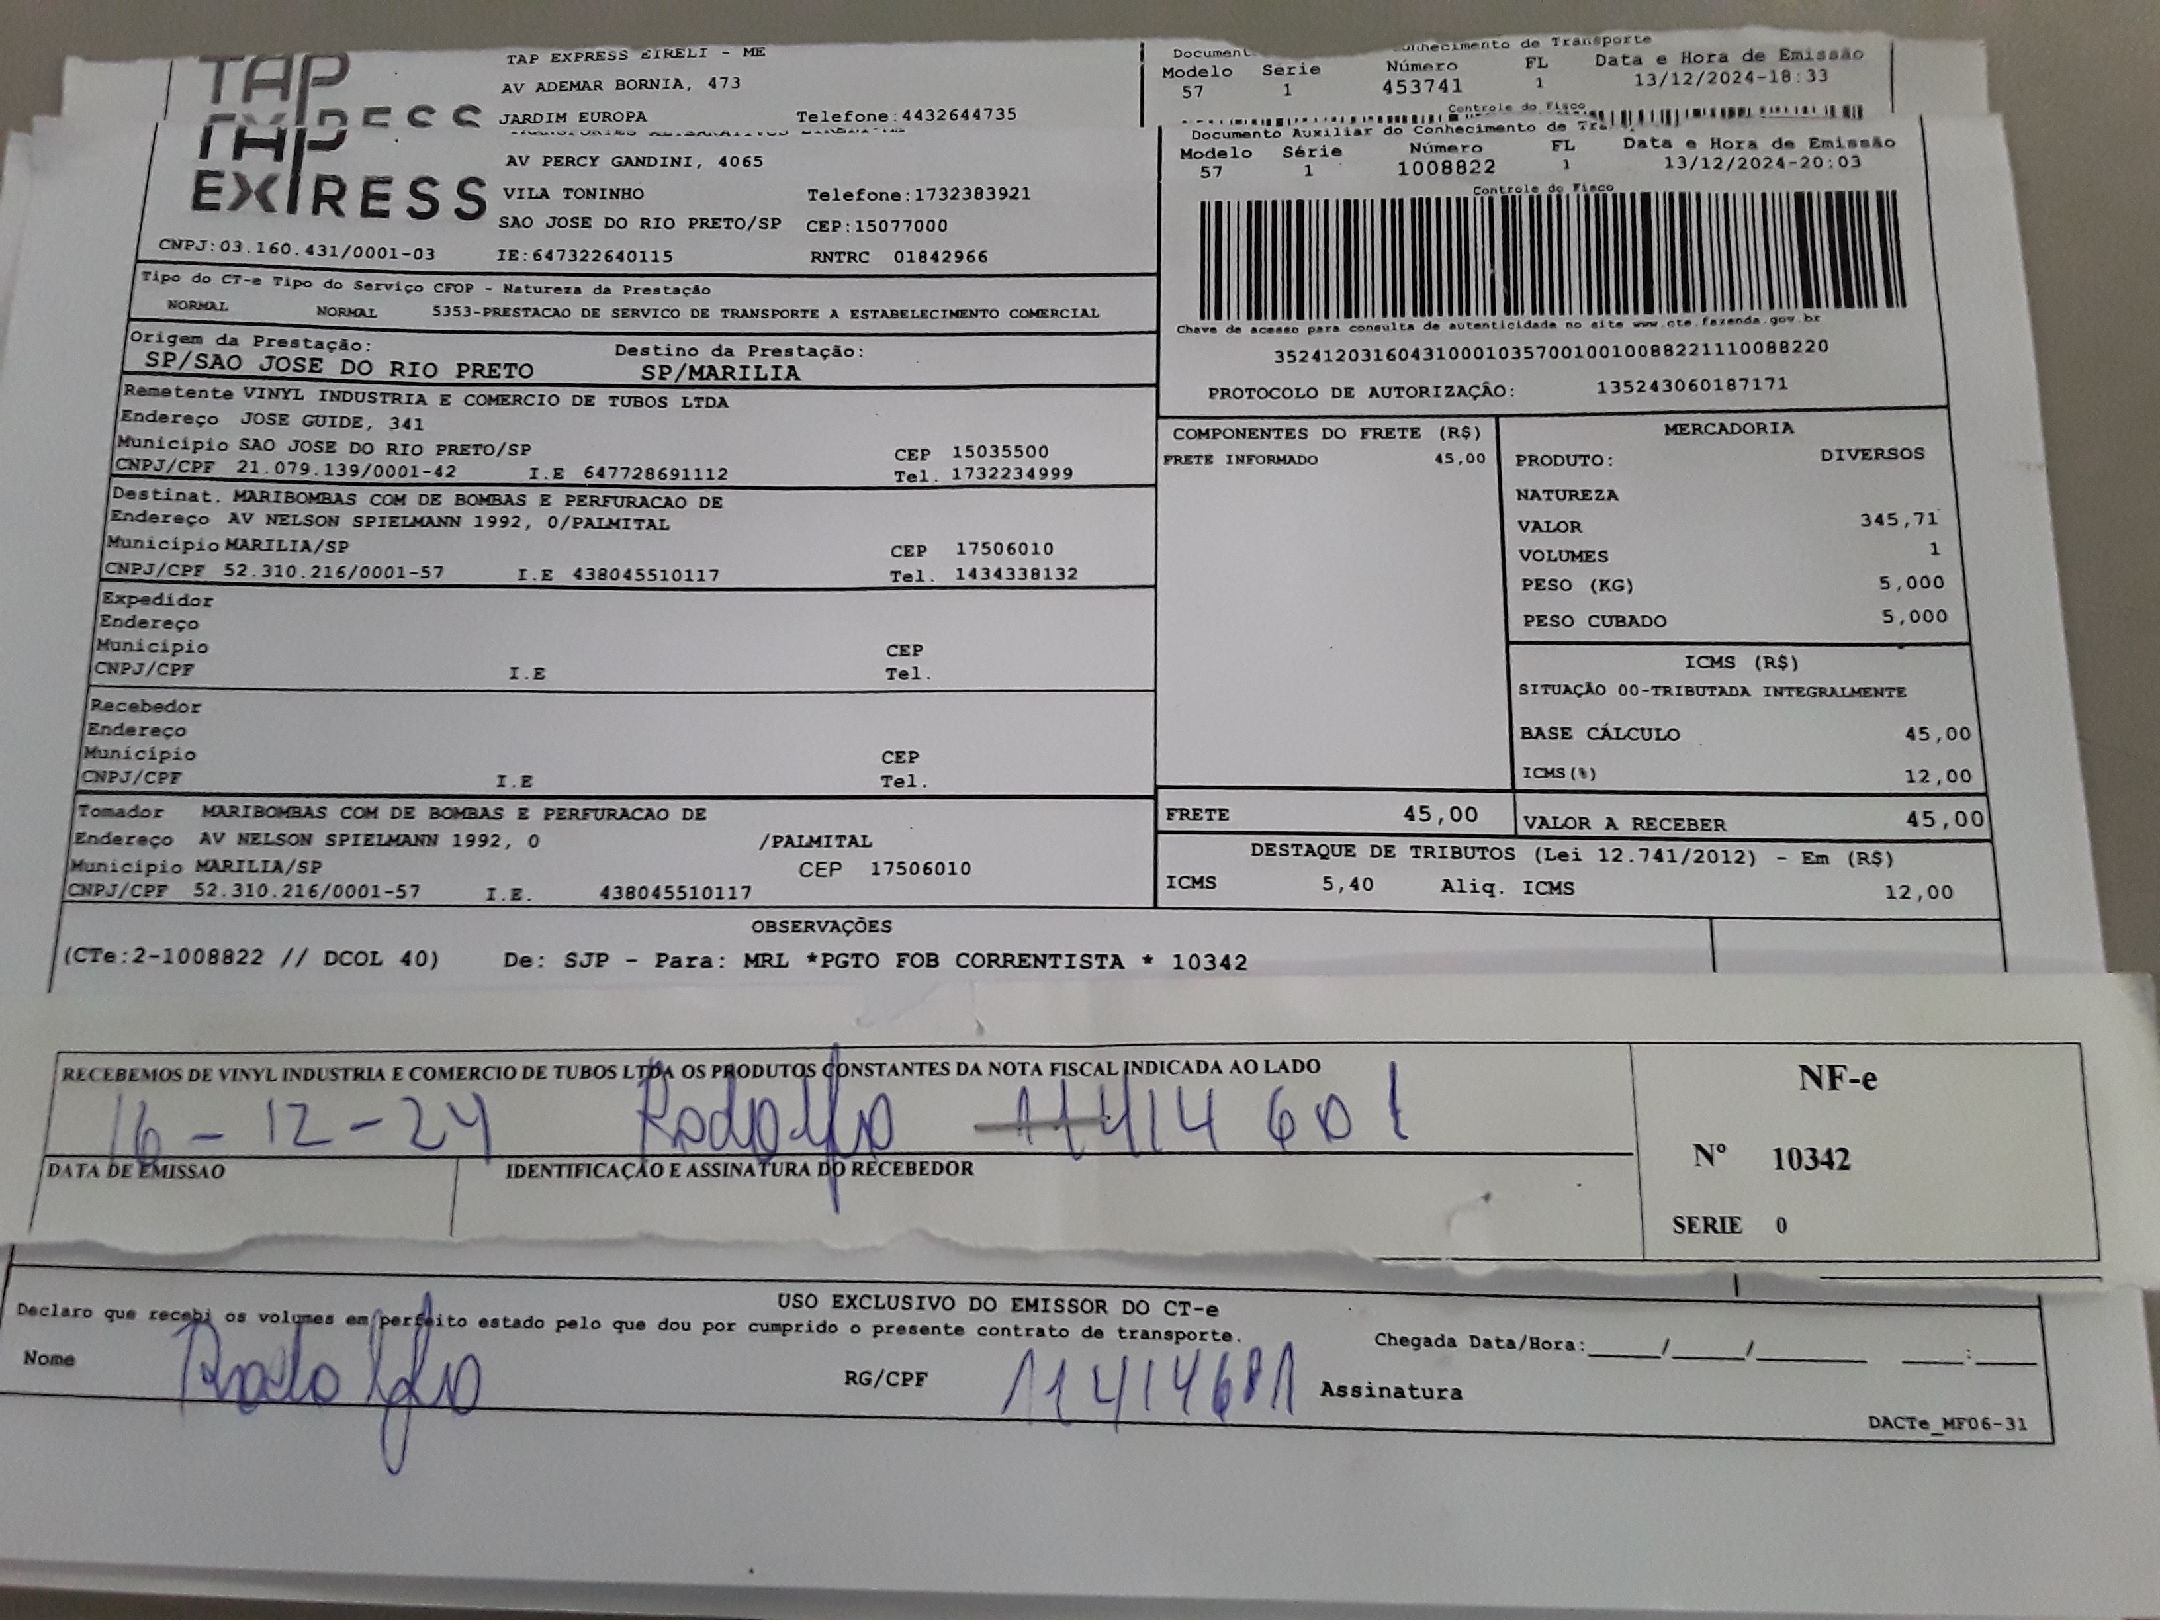 TAP
TAP EXPRESS EIRELI - ME
AV ADEMAR BORNIA, 473
JARDIM EUROPA Telefone:4432644735
Conhecimento de Transporte
Modelo Série Número FL Data e Hora de Emissão
57 1 453741 1 13/12/2024-18:33
Controle do Fisco
TAP
EXPRESS
AV PERCY GANDINI, 4065
VILA TONINHO Telefone:1732383921
SAO JOSE DO RIO PRETO/SP CEP:15077000
CNPJ:03.160.431/0001-03 IE:647322640115 RNTRC 01842966
Documento Auxiliar do Conhecimento de
Modelo Série Número FL Data e Hora de Emissão
57 1 1008822 1 13/12/2024-20:03
Controle do Fisco
Chave de acesso para consulta de autenticidade no site www.cte.fazenda.gov.br
35241203160431000103570010010088221110088220
PROTOCOLO DE AUTORIZAÇÃO: 135243060187171
Tipo do CT-e Tipo do Serviço CFOP - Natureza da Prestação
NORMAL NORMAL 5353-PRESTACAO DE SERVICO DE TRANSPORTE A ESTABELECIMENTO COMERCIAL
Origem da Prestação: Destino da Prestação:
SP/SAO JOSE DO RIO PRETO SP/MARILIA
Remetente VINYL INDUSTRIA E COMERCIO DE TUBOS LTDA
Endereço JOSE GUIDE, 341
Município SAO JOSE DO RIO PRETO/SP CEP 15035500
CNPJ/CPF 21.079.139/0001-42 I.E 647728691112 Tel. 1732234999
Destinat. MARIBOMBAS COM DE BOMBAS E PERFURACAO DE
Endereço AV NELSON SPIELMANN 1992, 0/PALMITAL
Município MARILIA/SP CEP 17506010
CNPJ/CPF 52.310.216/0001-57 I.E 438045510117 Tel. 1434338132
Expedidor
Endereço
Município CEP
CNPJ/CPF I.E Tel.
Recebedor
Endereço
Município CEP
CNPJ/CPF I.E Tel.
Tomador MARIBOMBAS COM DE BOMBAS E PERFURACAO DE
Endereço AV NELSON SPIELMANN 1992, 0 /PALMITAL
Município MARILIA/SP CEP 17506010
CNPJ/CPF 52.310.216/0001-57 I.E. 438045510117
COMPONENTES DO FRETE (R$)
FRETE INFORMADO 45,00
MERCADORIA
PRODUTO: DIVERSOS
NATUREZA
VALOR 345,71
VOLUMES 1
PESO (KG) 5,000
PESO CUBADO 5,000
ICMS (R$)
SITUAÇÃO 00-TRIBUTADA INTEGRALMENTE
BASE CÁLCULO 45,00
ICMS(%) 12,00
FRETE 45,00 VALOR A RECEBER 45,00
DESTAQUE DE TRIBUTOS (Lei 12.741/2012) - Em (R$)
ICMS 5,40 Aliq. ICMS 12,00
OBSERVAÇÕES
(CTe:2-1008822 // DCOL 40) De: SJP - Para: MRL *PGTO FOB CORRENTISTA * 10342
RECEBEMOS DE VINYL INDUSTRIA E COMERCIO DE TUBOS LTDA OS PRODUTOS CONSTANTES DA NOTA FISCAL INDICADA AO LADO
16 - 12 - 24 Rodolfo
DATA DE EMISSAO IDENTIFICAÇÃO E ASSINATURA DO RECEBEDOR
NF-e
Nº 10342
SERIE 0
USO EXCLUSIVO DO EMISSOR DO CT-e
Declaro que recebi os volumes em perfeito estado pelo que dou por cumprido o presente contrato de transporte.
Chegada Data/Hora:_____/_____/_______ ____:____
Nome Rodolfo RG/CPF Assinatura
DACTe_MF06-31